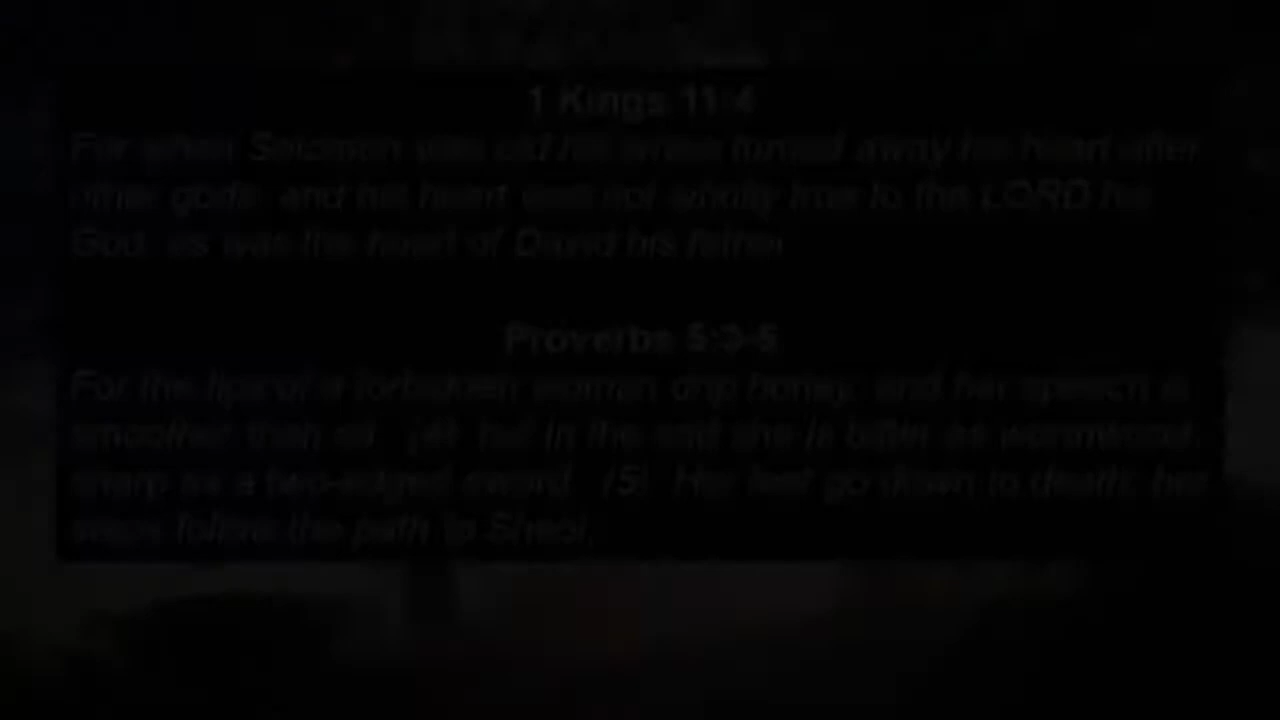 1 Kings 11:4
For when Solomon was old his wives turned away his heart after
other gods, and his heart was not wholly true to the LORD his
God, as was the heart of David his father.
Proverbs 5:3-5
For the lips of a forbidden woman drip honey, and her speech is
smoother than oil, (4) but in the end she is bitter as wormwood,
sharp as a two-edged sword. (5) Her feet go down to death; her
steps follow the path to Sheol;